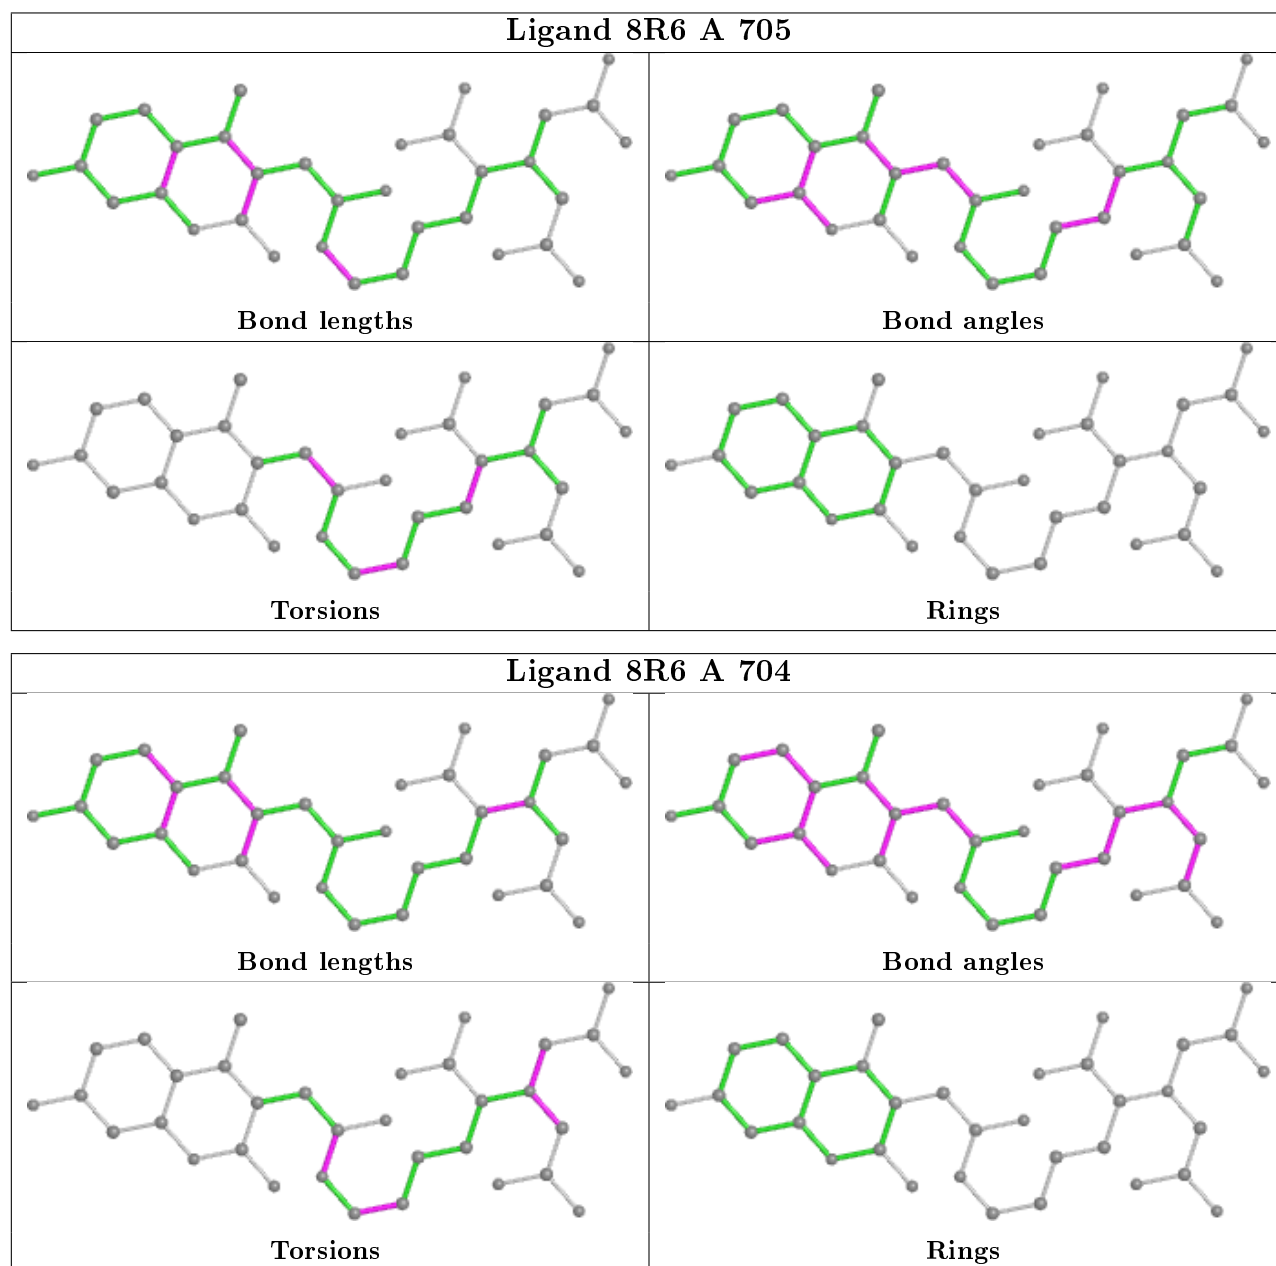 Ligand 8R6 A 705
Bond lengths
Bond angles
Torsions
Rings
Ligand 8R6 A 704
Bond lengths
Bond angles
Torsions
Rings